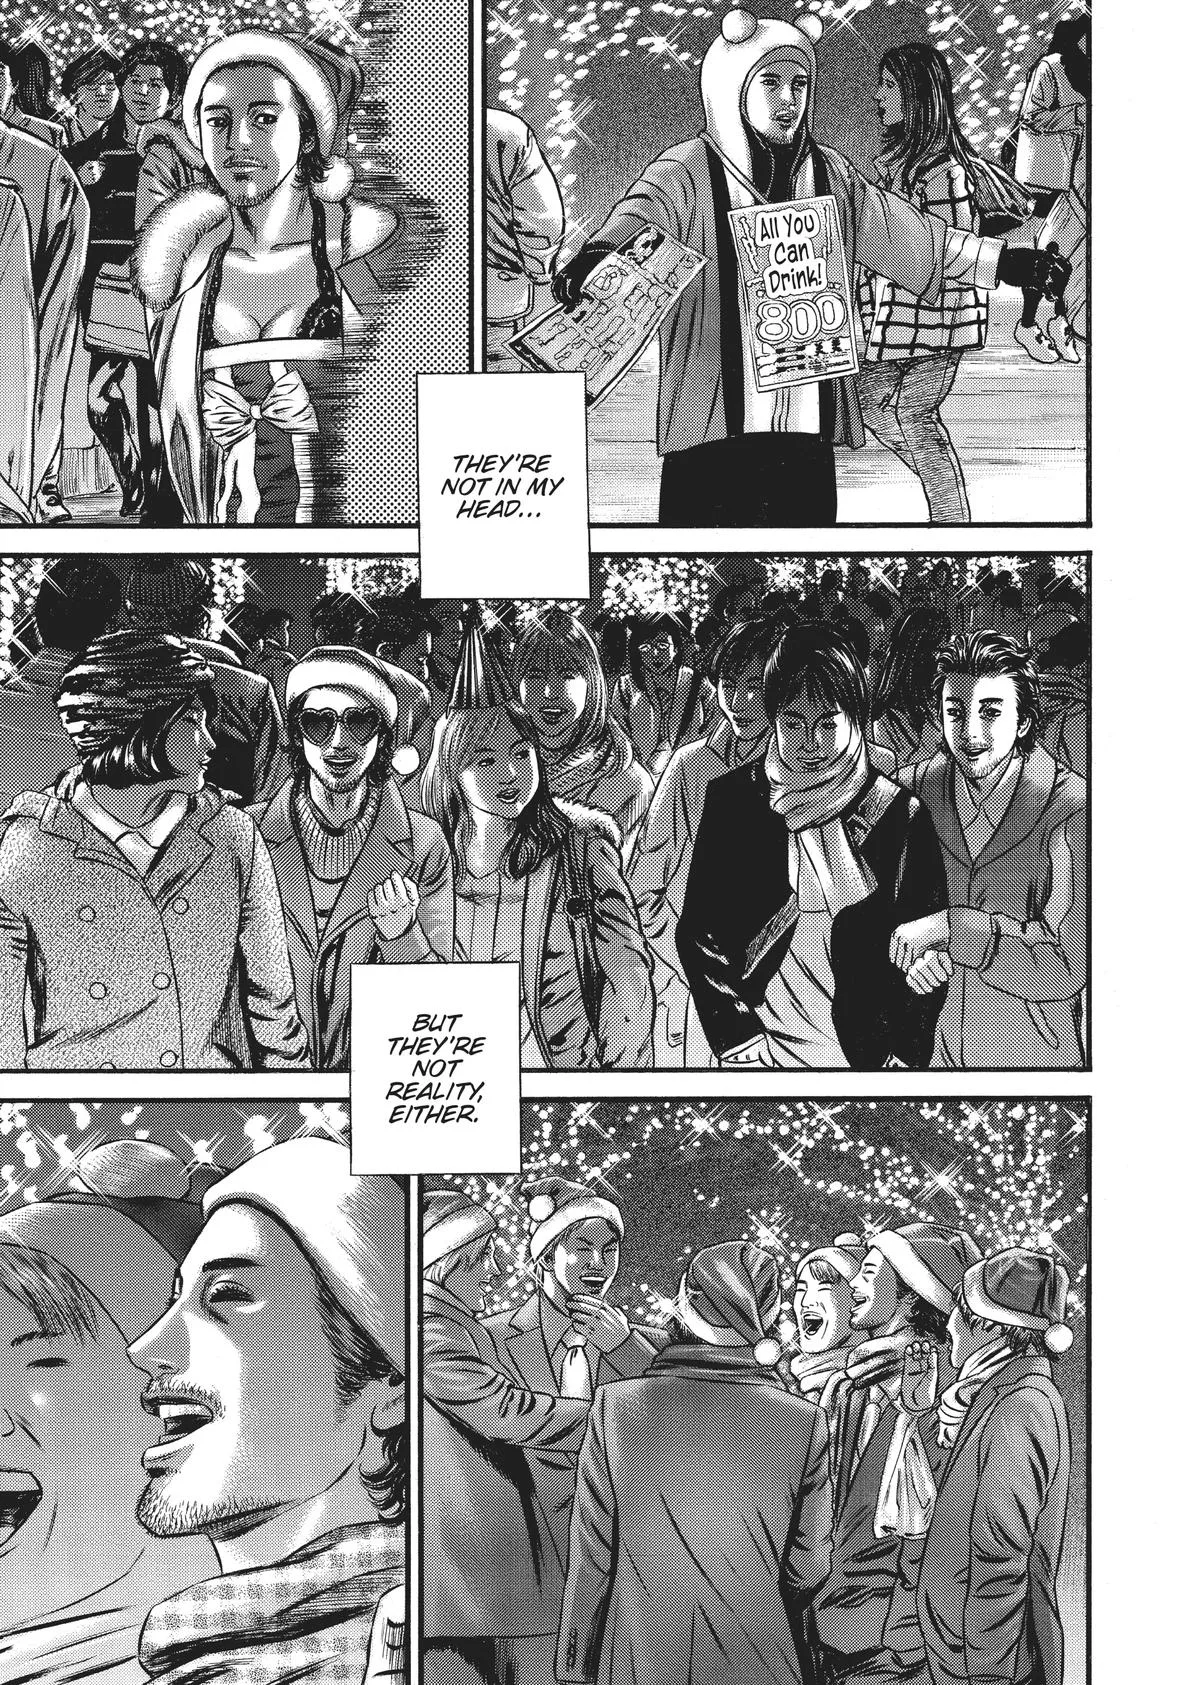 All You
Can
Drink!
800
THEY'RE
NOT IN MY
HEAD...
BUT
THEY'RE
NOT
REALITY,
EITHER.